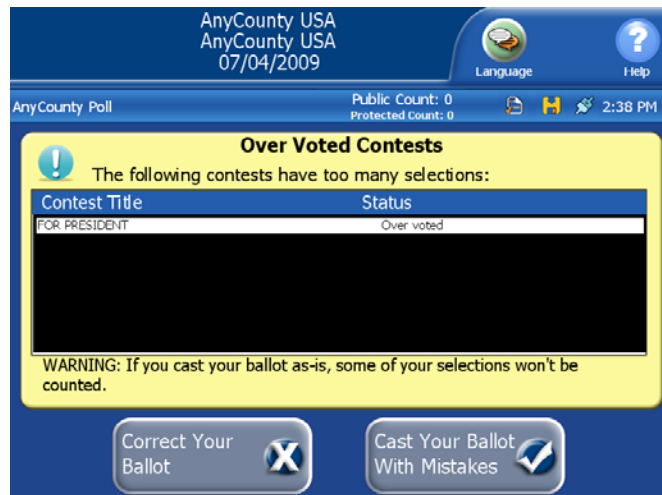 AnyCounty USA
AnyCounty USA
07/04/2009
Language
Help
AnyCounty Poll
Public Count: 0
Protected Count: 0
2:38 PM
Over Voted Contests
The following contests have too many selections:
Contest Title Status
FOR PRESIDENT Over voted
WARNING: If you cast your ballot as-is, some of your selections won't be
counted.
Correct Your
Ballot
Cast Your Ballot
With Mistakes